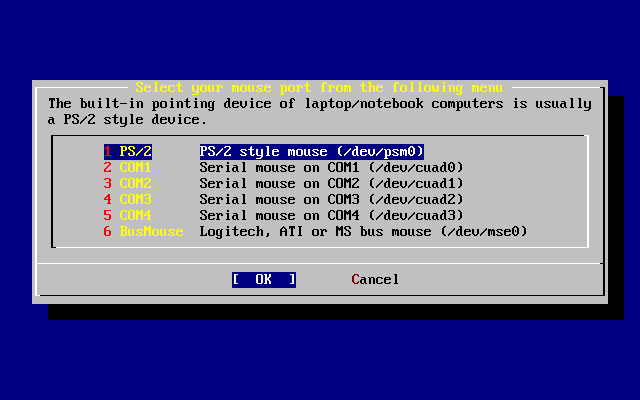 Select your mouse port from the following menu
The built-in pointing device of laptop/notebook computers is usually
a PS/2 style device.
1 PS/2 PS/2 style mouse (/dev/psm0)
2 COM1 Serial mouse on COM1 (/dev/cuad0)
3 COM2 Serial mouse on COM2 (/dev/cuad1)
4 COM3 Serial mouse on COM3 (/dev/cuad2)
5 COM4 Serial mouse on COM4 (/dev/cuad3)
6 BusMouse Logitech, ATI or MS bus mouse (/dev/mse0)
[ OK ] Cancel